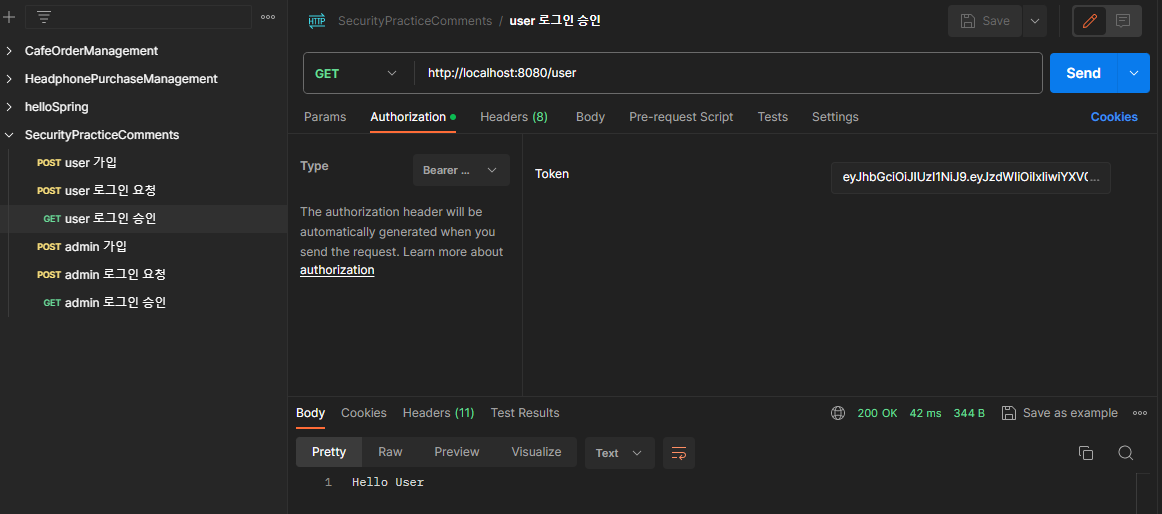 SecurityPracticeComments / user 로그인 승인
Save
CafeOrderManagement
HeadphonePurchaseManagement
helloSpring
SecurityPracticeComments
POST user 가입
POST user 로그인 요청
GET user 로그인 승인
POST admin 가입
POST admin 로그인 요청
GET admin 로그인 승인
GET http://localhost:8080/user Send
Params Authorization Headers (8) Body Pre-request Script Tests Settings Cookies
Type Bearer ...
The authorization header will be
automatically generated when you
send the request. Learn more about
authorization
Token
Body Cookies Headers (11) Test Results 200 OK 42 ms 344 B Save as example
Pretty Raw Preview Visualize Text
1 Hello User